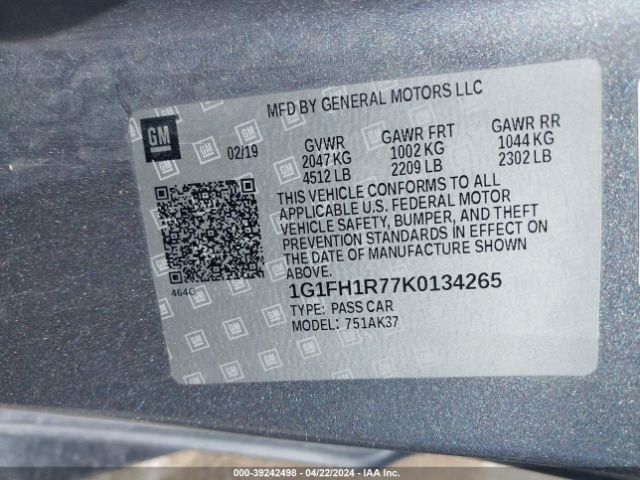 MFD BY GENERAL MOTORS LLC
GM
02/19
GVWR
2047 KG
4512 LB
GAWR FRT
1002 KG
2209 LB
GAWR RR
1044 KG
2302 LB
THIS VEHICLE CONFORMS TO ALL
APPLICABLE U.S. FEDERAL MOTOR
VEHICLE SAFETY, BUMPER, AND THEFT
PREVENTION STANDARDS IN EFFECT ON
THE DATE OF MANUFACTURE SHOWN
ABOVE.
464C
1G1FH1R77K0134265
TYPE: PASS CAR
MODEL: 751AK37
000-39242498 - 04/22/2024 - IAA Inc.